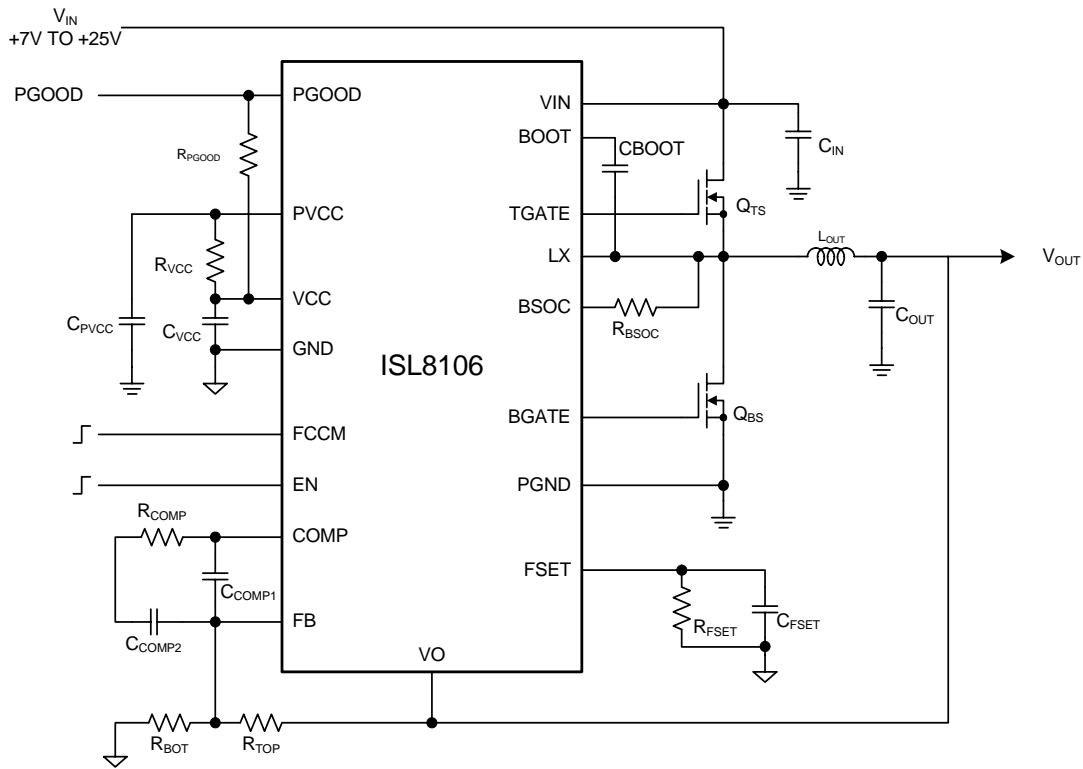 VIN
+7V TO +25V
PGOOD
PGOOD
VIN
BOOT
CBOOT
CIN
RPGOOD
PVCC
TGATE
QTS
RVCC
LX
LOUT
VOUT
VCC
BSOC
RBSOC
COUT
CPVCC
CVCC
GND
ISL8106
BGATE
QBS
FCCM
EN
PGND
RCOMP
COMP
FSET
CCOMP1
RFSET
CFSET
FB
CCOMP2
VO
RBOT
RTOP